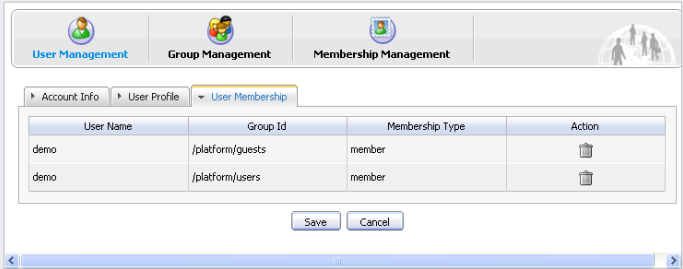 User Management Group Management Membership Management
Account Info User Profile User Membership
User Name Group Id Membership Type Action
demo /platform/guests member
demo /platform/users member
Save Cancel